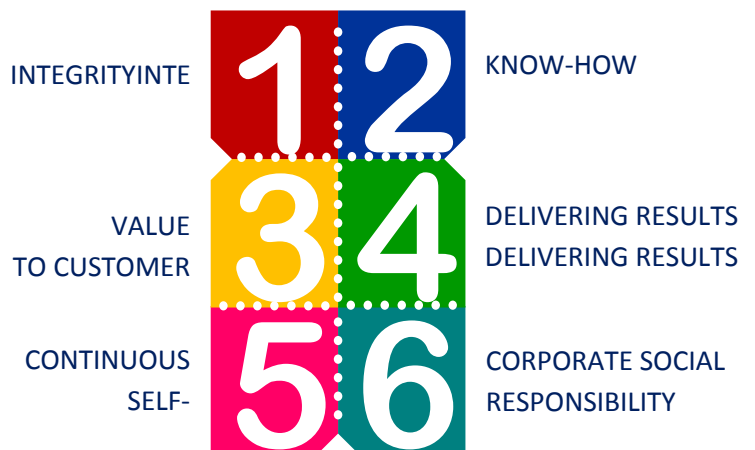 INTEGRITYINTE
1
2
KNOW-HOW
VALUE
TO CUSTOMER
3
4
DELIVERING RESULTS
DELIVERING RESULTS
CONTINUOUS
SELF-
5
6
CORPORATE SOCIAL
RESPONSIBILITY